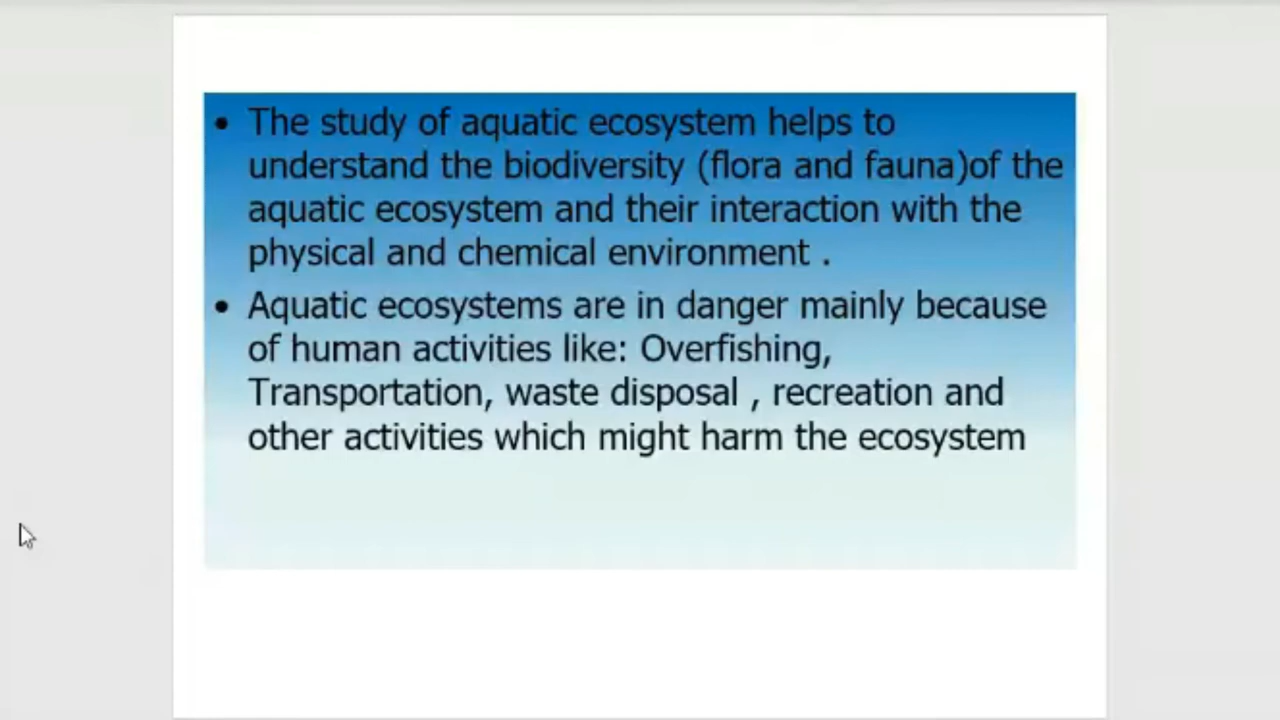 • The study of aquatic ecosystem helps to
understand the biodiversity (flora and fauna)of the
aquatic ecosystem and their interaction with the
physical and chemical environment .
• Aquatic ecosystems are in danger mainly because
of human activities like: Overfishing,
Transportation, waste disposal , recreation and
other activities which might harm the ecosystem